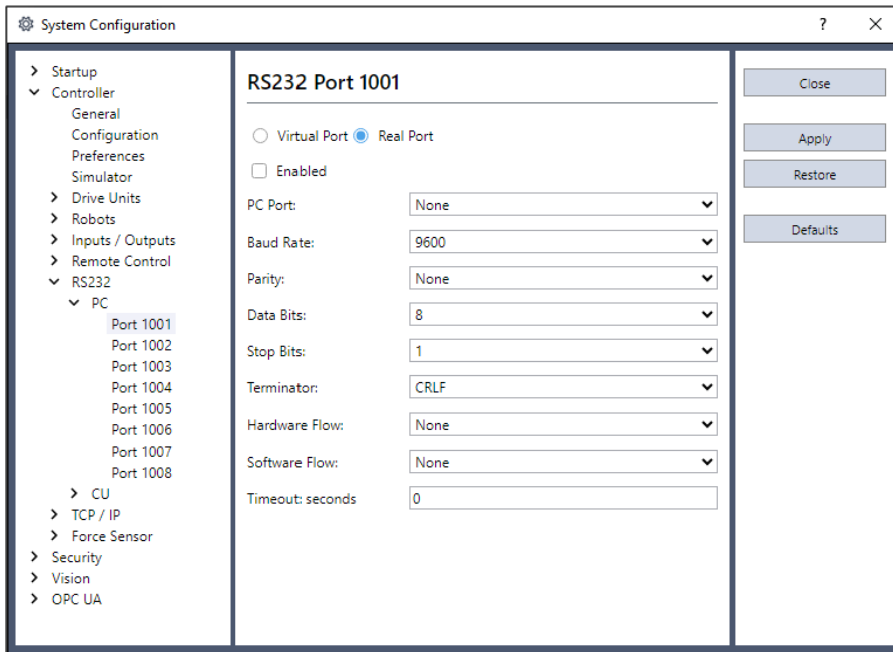 System Configuration
?
Startup
Controller
General
Configuration
Preferences
Simulator
Drive Units
Robots
Inputs / Outputs
Remote Control
RS232
PC
Port 1001
Port 1002
Port 1003
Port 1004
Port 1005
Port 1006
Port 1007
Port 1008
CU
TCP / IP
Force Sensor
Security
Vision
OPC UA
RS232 Port 1001
Virtual Port Real Port
Enabled
PC Port: None
Baud Rate: 9600
Parity: None
Data Bits: 8
Stop Bits: 1
Terminator: CRLF
Hardware Flow: None
Software Flow: None
Timeout: seconds 0
Close
Apply
Restore
Defaults